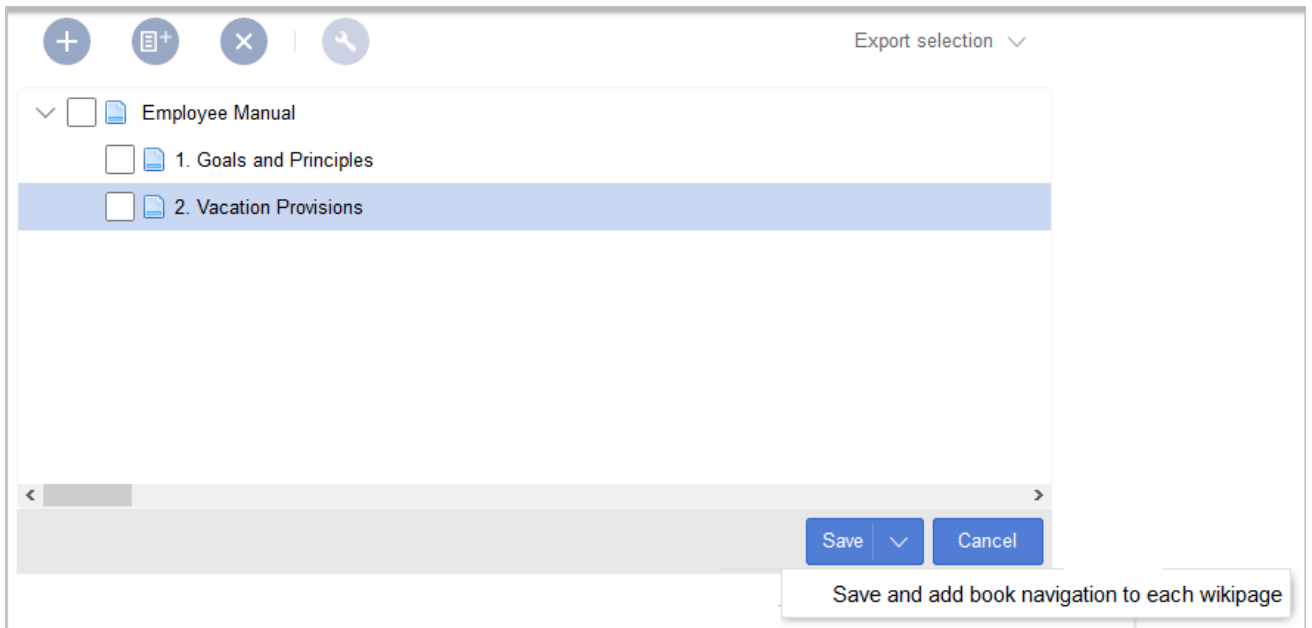 Export selection
Employee Manual
1. Goals and Principles
2. Vacation Provisions
Save
Cancel
Save and add book navigation to each wikipage